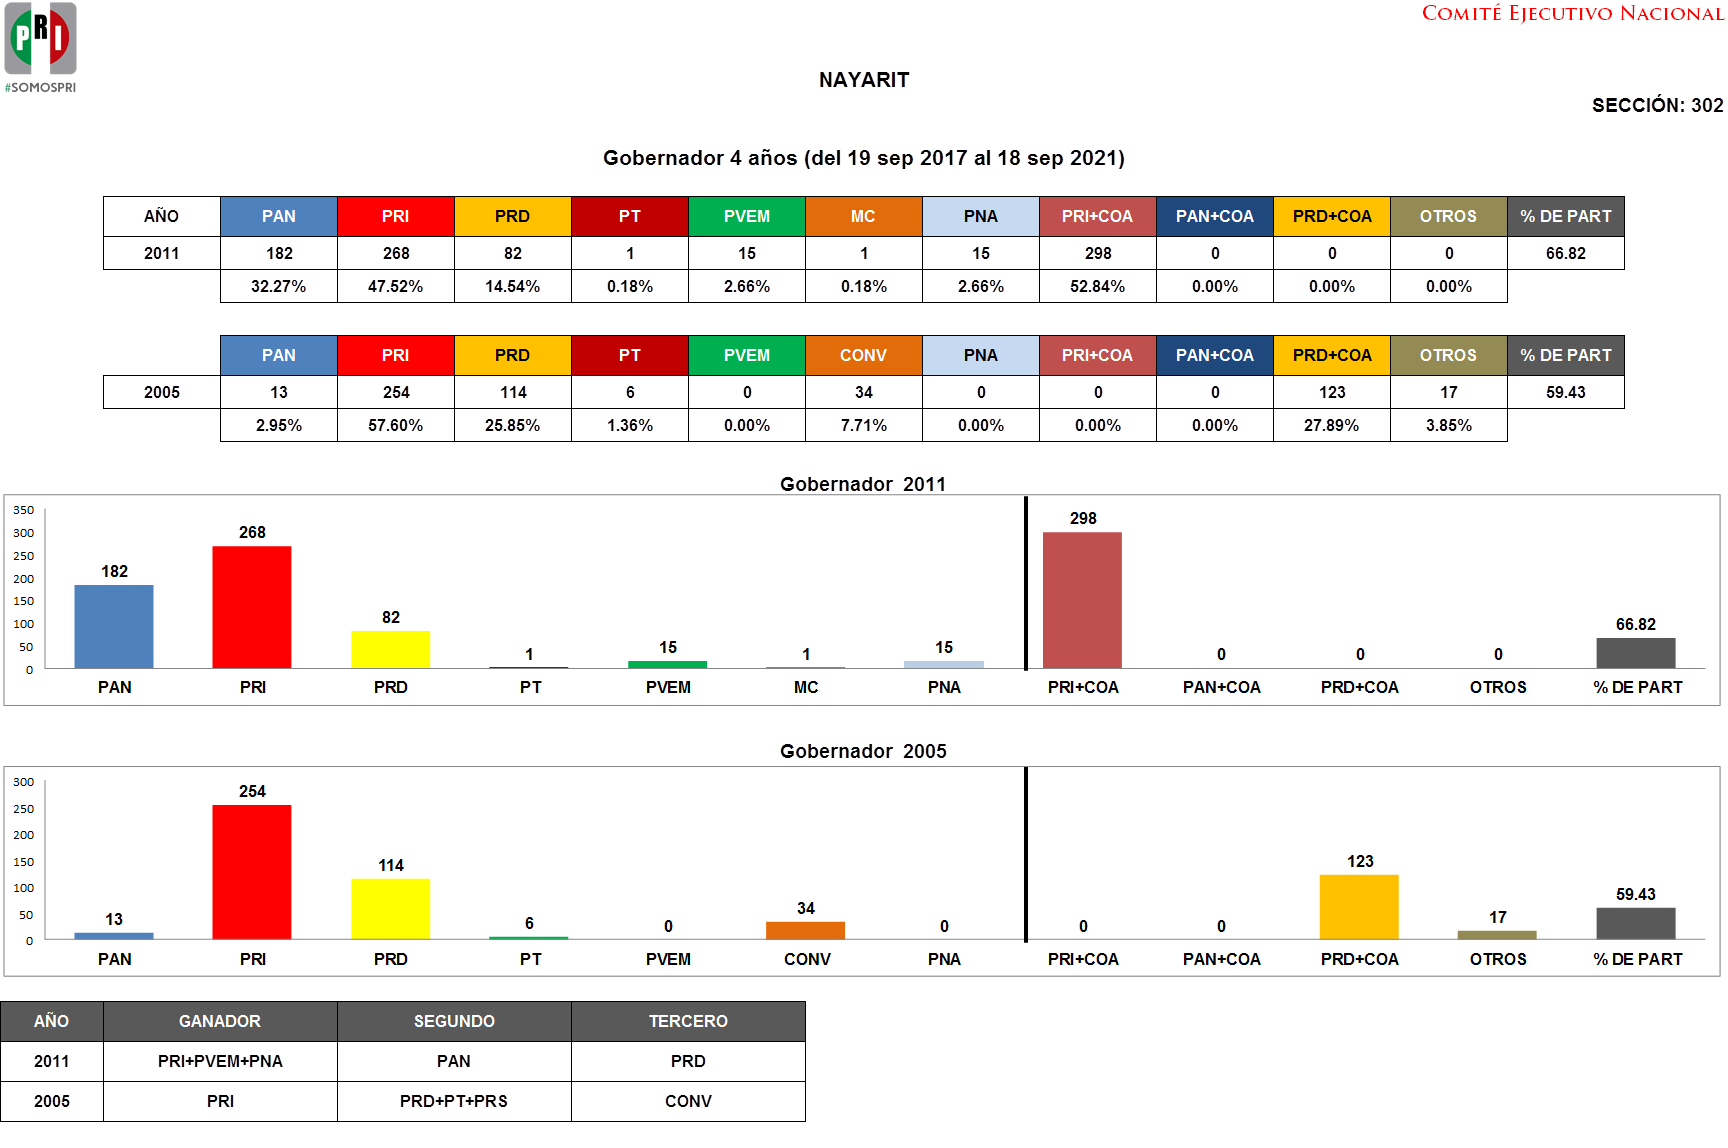 PRI
#SOMOSPRI
COMITÉ EJECUTIVO NACIONAL
NAYARIT
SECCIÓN: 302
Gobernador 4 años (del 19 sep 2017 al 18 sep 2021)
AÑO PAN PRI PRD PT PVEM MC PNA PRI+COA PAN+COA PRD+COA OTROS % DE PART
2011 182 268 82 1 15 1 15 298 0 0 0 66.82
32.27% 47.52% 14.54% 0.18% 2.66% 0.18% 2.66% 52.84% 0.00% 0.00% 0.00%
PAN PRI PRD PT PVEM CONV PNA PRI+COA PAN+COA PRD+COA OTROS % DE PART
2005 13 254 114 6 0 34 0 0 0 123 17 59.43
2.95% 57.60% 25.85% 1.36% 0.00% 7.71% 0.00% 0.00% 0.00% 27.89% 3.85%
Gobernador 2011
350
300
250
200
150
100
50
0
182 268 82 1 15 1 15 298 0 0 0 66.82
PAN PRI PRD PT PVEM MC PNA PRI+COA PAN+COA PRD+COA OTROS % DE PART
Gobernador 2005
300
250
200
150
100
50
0
13 254 114 6 0 34 0 0 0 123 17 59.43
PAN PRI PRD PT PVEM CONV PNA PRI+COA PAN+COA PRD+COA OTROS % DE PART
AÑO GANADOR SEGUNDO TERCERO
2011 PRI+PVEM+PNA PAN PRD
2005 PRI PRD+PT+PRS CONV